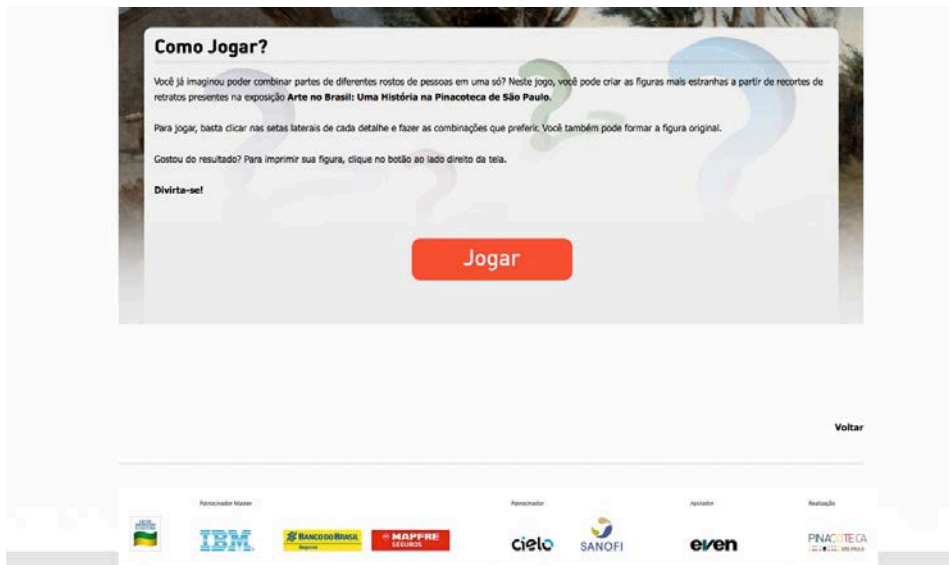 Como Jogar?
Você já imaginou poder combinar partes de diferentes rostos de pessoas em uma só? Neste jogo, você pode criar as figuras mais estranhas a partir de recortes de
retratos presentes na exposição Arte no Brasil: Uma História na Pinacoteca de São Paulo.
Para jogar, basta clicar nas setas laterais de cada detalhe e fazer as combinações que preferir. Você também pode formar a figura original.
Gostou do resultado? Para imprimir sua figura, clique no botão ao lado direito da tela.
Divirta-se!
Jogar
Voltar
Patrocinador Master Patrocinador Apoiador Realização
IBM BANCO DO BRASIL Seguros MAPFRE SEGUROS cielo SANOFI even PINACOTECA